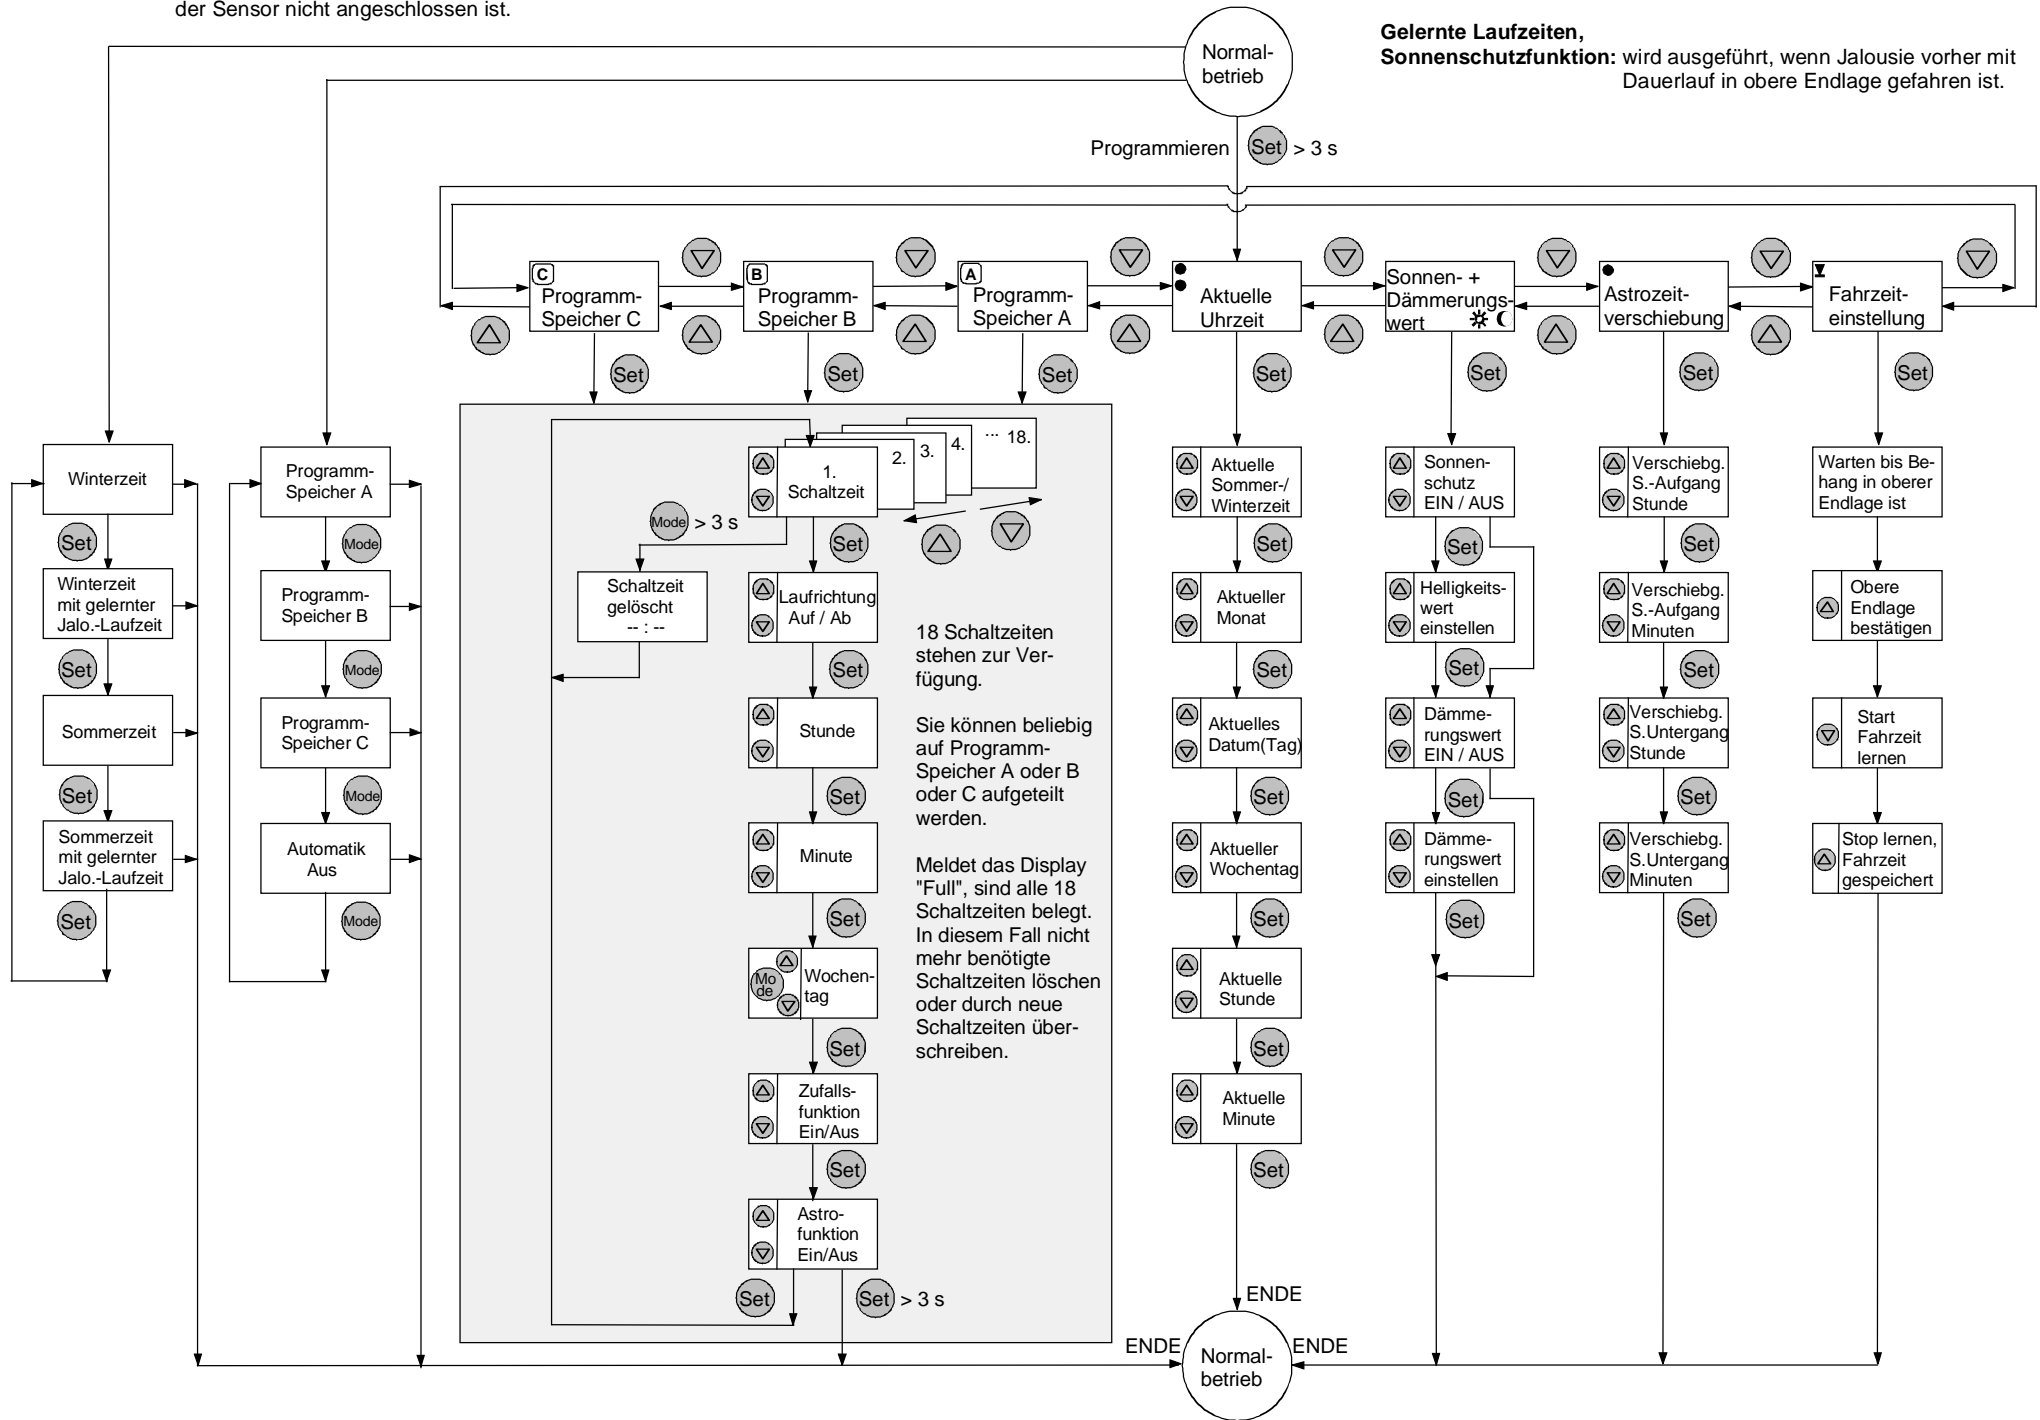 der Sensor nicht angeschlossen ist.
Normal-
betrieb
Gelernte Laufzeiten,
Sonnenschutzfunktion: wird ausgeführt, wenn Jalousie vorher mit
Dauerlauf in obere Endlage gefahren ist.
Programmieren Set > 3 s
C
Programm-
Speicher C
B
Programm-
Speicher B
A
Programm-
Speicher A
Aktuelle
Uhrzeit
Sonnen- +
Dämmerungs-
wert
Astrozeit-
verschiebung
Fahrzeit-
einstellung
Set
Set
Set
Set
Set
Set
Set
Winterzeit
Set
Winterzeit
mit gelernter
Jalo.-Laufzeit
Set
Sommerzeit
Set
Sommerzeit
mit gelernter
Jalo.-Laufzeit
Set
Programm-
Speicher A
Mode
Programm-
Speicher B
Mode
Programm-
Speicher C
Mode
Automatik
Aus
Mode
1.
Schaltzeit
2.
3.
4.
... 18.
Mode > 3 s
Schaltzeit
gelöscht
-- : --
Set
Laufrichtung
Auf / Ab
Set
Stunde
Set
Minute
Set
Mo
de
Wochen-
tag
Set
Zufalls-
funktion
Ein/Aus
Set
Astro-
funktion
Ein/Aus
Set
Set > 3 s
18 Schaltzeiten
stehen zur Ver-
fügung.
Sie können beliebig
auf Programm-
Speicher A oder B
oder C aufgeteilt
werden.
Meldet das Display
"Full", sind alle 18
Schaltzeiten belegt.
In diesem Fall nicht
mehr benötigte
Schaltzeiten löschen
oder durch neue
Schaltzeiten über-
schreiben.
Aktuelle
Sommer-/
Winterzeit
Set
Aktueller
Monat
Set
Aktuelles
Datum(Tag)
Set
Aktueller
Wochentag
Set
Aktuelle
Stunde
Set
Aktuelle
Minute
Set
Sonnen-
schutz
EIN / AUS
Set
Helligkeits-
wert
einstellen
Set
Dämme-
rungswert
EIN / AUS
Set
Dämme-
rungswert
einstellen
Set
Verschiebg.
S.-Aufgang
Stunde
Set
Verschiebg.
S.-Aufgang
Minuten
Set
Verschiebg.
S.Untergang
Stunde
Set
Verschiebg.
S.Untergang
Minuten
Set
Warten bis Be-
hang in oberer
Endlage ist
Obere
Endlage
bestätigen
Start
Fahrzeit
lernen
Stop lernen,
Fahrzeit
gespeichert
ENDE
ENDE
ENDE
Normal-
betrieb